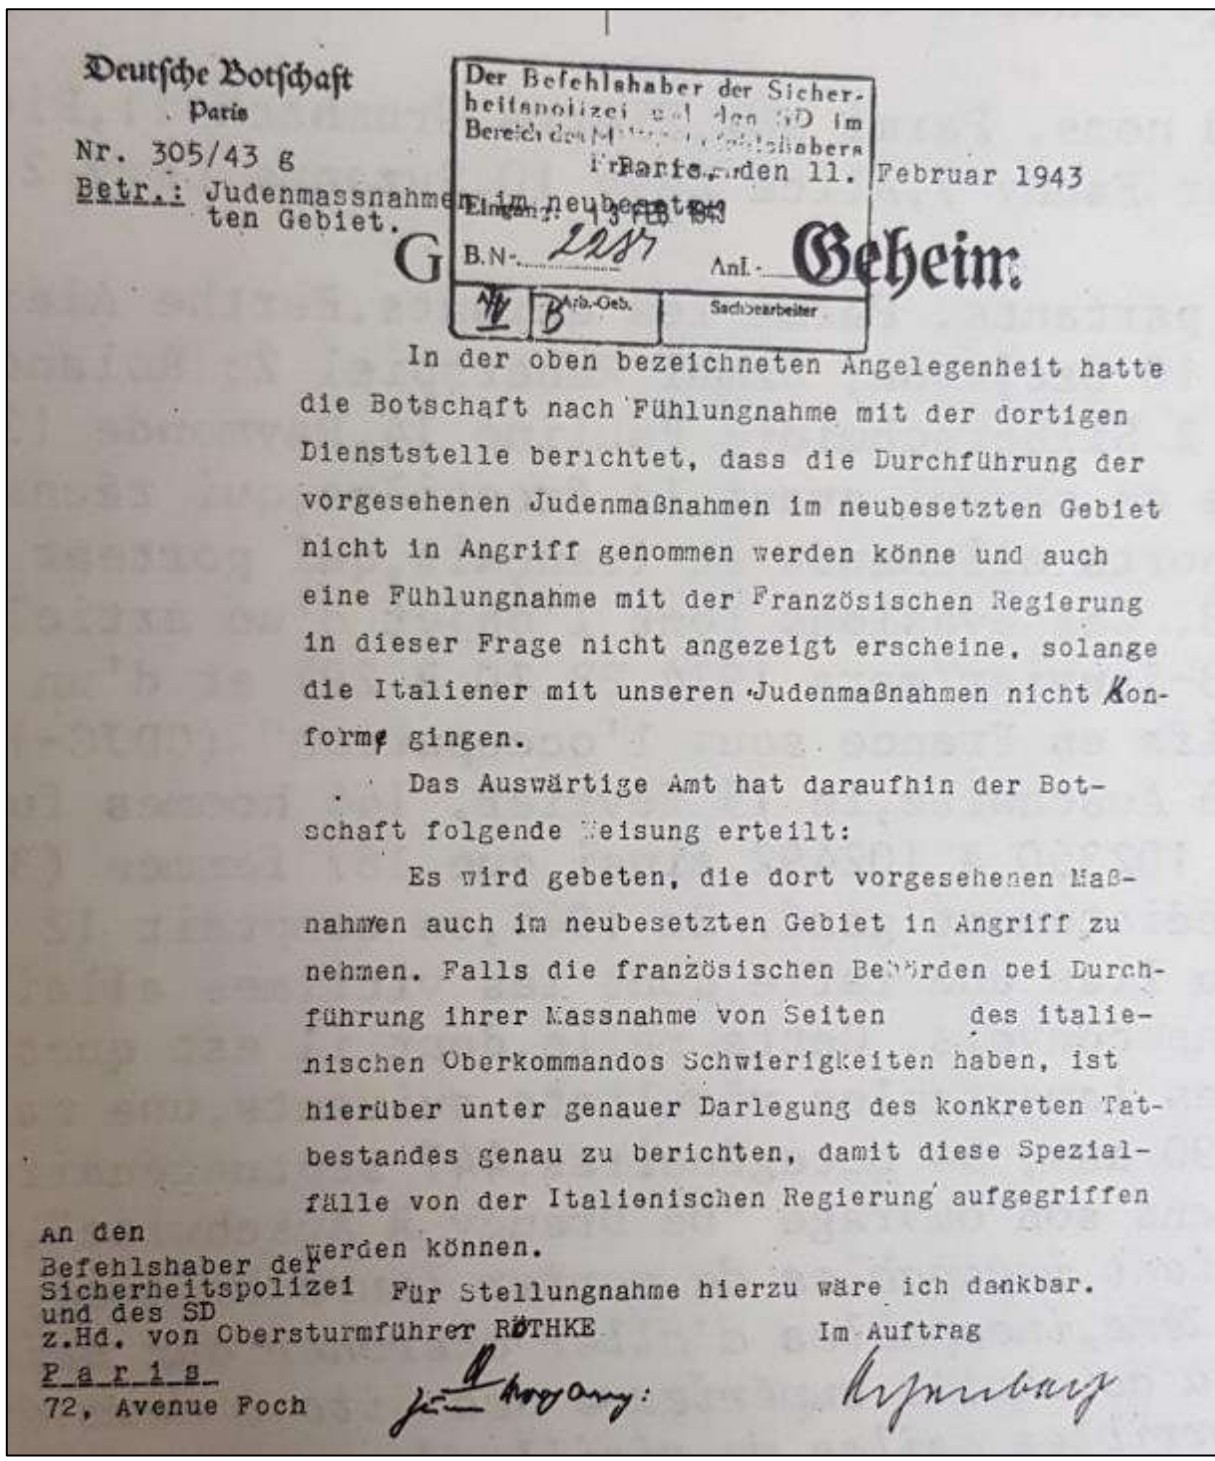 Deutsche Botschaft
Paris
Nr. 305/43 g
Betr.: Judenmassnahmen im neubesetz-
ten Gebiet.
Der Befehlshaber der Sicher-
heitspolizei und des SD im
Bereich des Militärbefehlshabers
Paris, den 11. Februar 1943
Eingang: 13 FEB 1943
B.N-
Anl.-
G
Geheim
IV
B
Arb.-Geb.
Sachbearbeiter
In der oben bezeichneten Angelegenheit hatte
die Botschaft nach Fühlungnahme mit der dortigen
Dienststelle berichtet, dass die Durchführung der
vorgesehenen Judenmaßnahmen im neubesetzten Gebiet
nicht in Angriff genommen werden könne und auch
eine Fühlungnahme mit der Französischen Regierung
in dieser Frage nicht angezeigt erscheine, solange
die Italiener mit unseren Judenmaßnahmen nicht Kon-
form gingen.
Das Auswärtige Amt hat daraufhin der Bot-
schaft folgende Weisung erteilt:
Es wird gebeten, die dort vorgesehenen Maß-
nahmen auch im neubesetzten Gebiet in Angriff zu
nehmen. Falls die französischen Behörden bei Durch-
führung ihrer Massnahme von Seiten des italie-
nischen Oberkommandos Schwierigkeiten haben, ist
hierüber unter genauer Darlegung des konkreten Tat-
bestandes genau zu berichten, damit diese Spezial-
fälle von der Italienischen Regierung aufgegriffen
werden können.
Für Stellungnahme hierzu wäre ich dankbar.
An den
Befehlshaber der
Sicherheitspolizei
und des SD
z.Hd. von Obersturmführer RÖTHKE
Im Auftrag
Paris
72, Avenue Foch